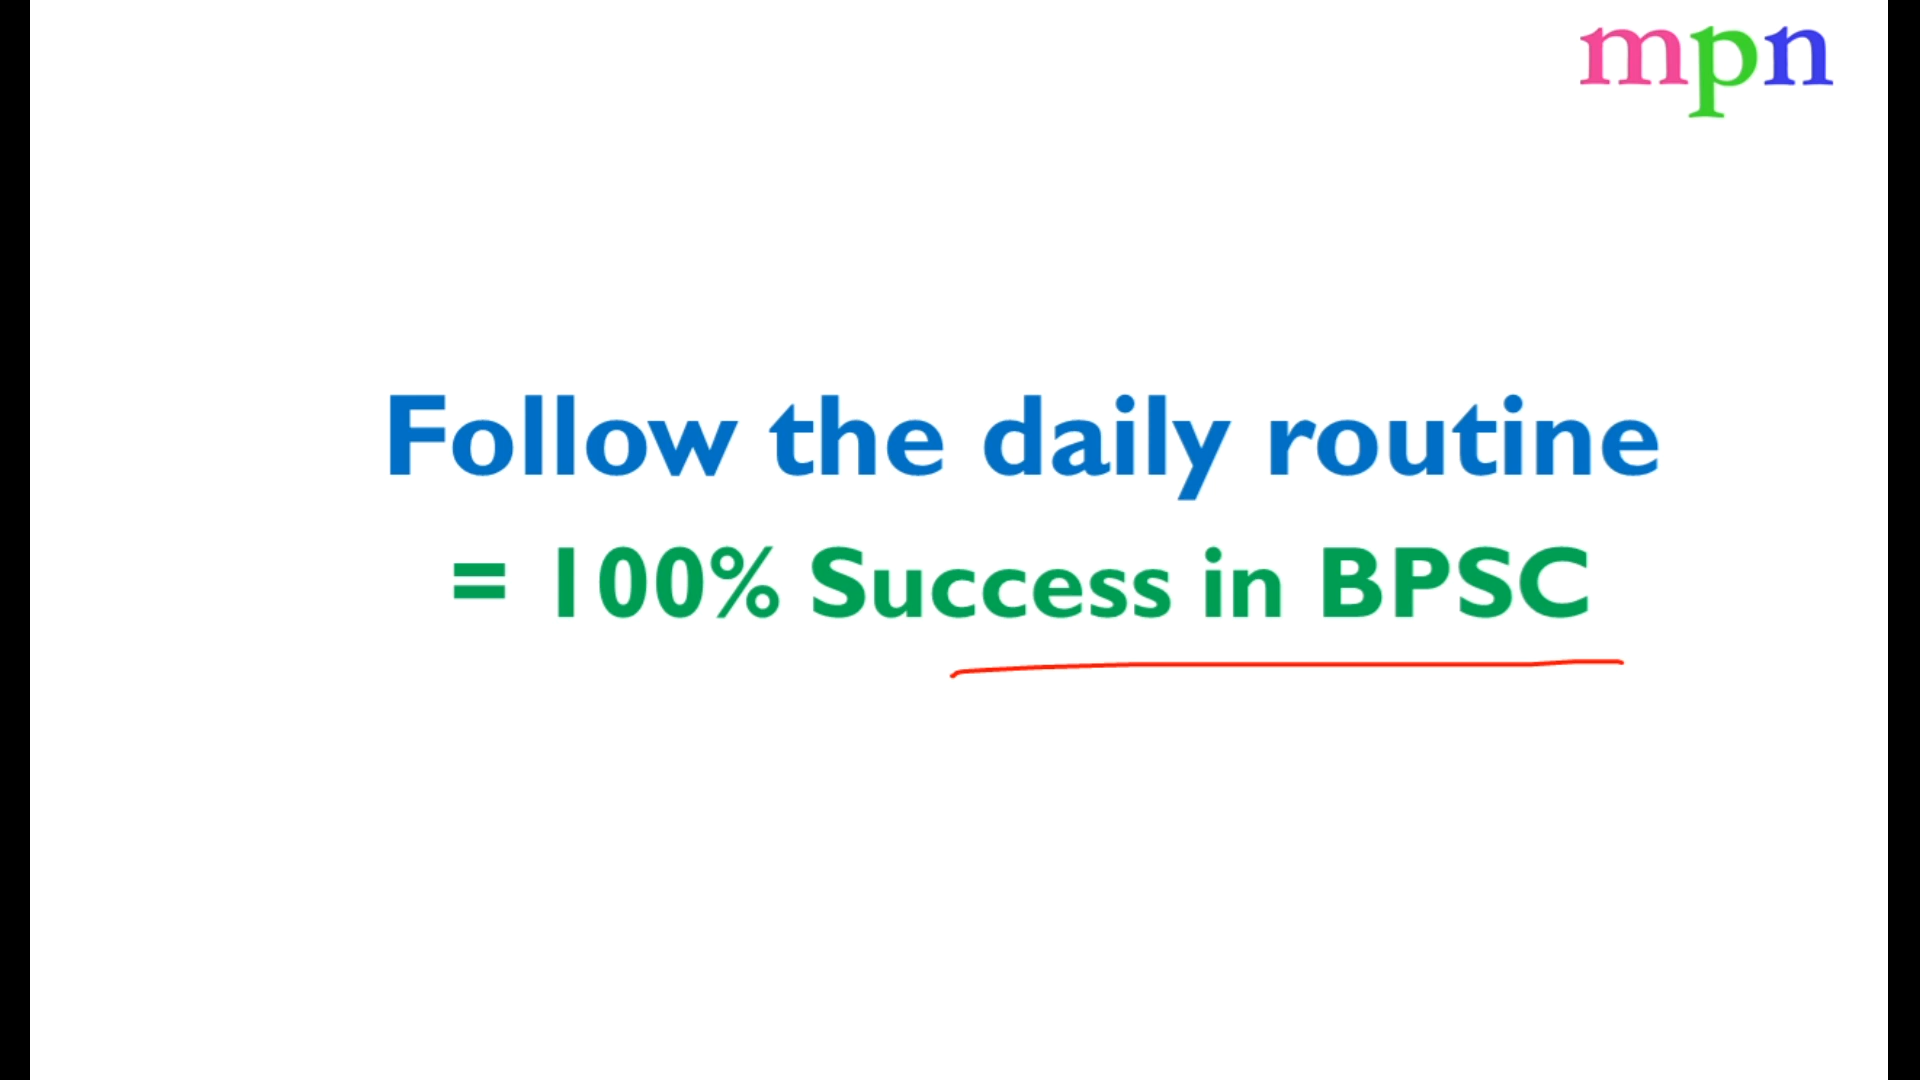 mpn
Follow the daily routine
= 100% Success in BPSC